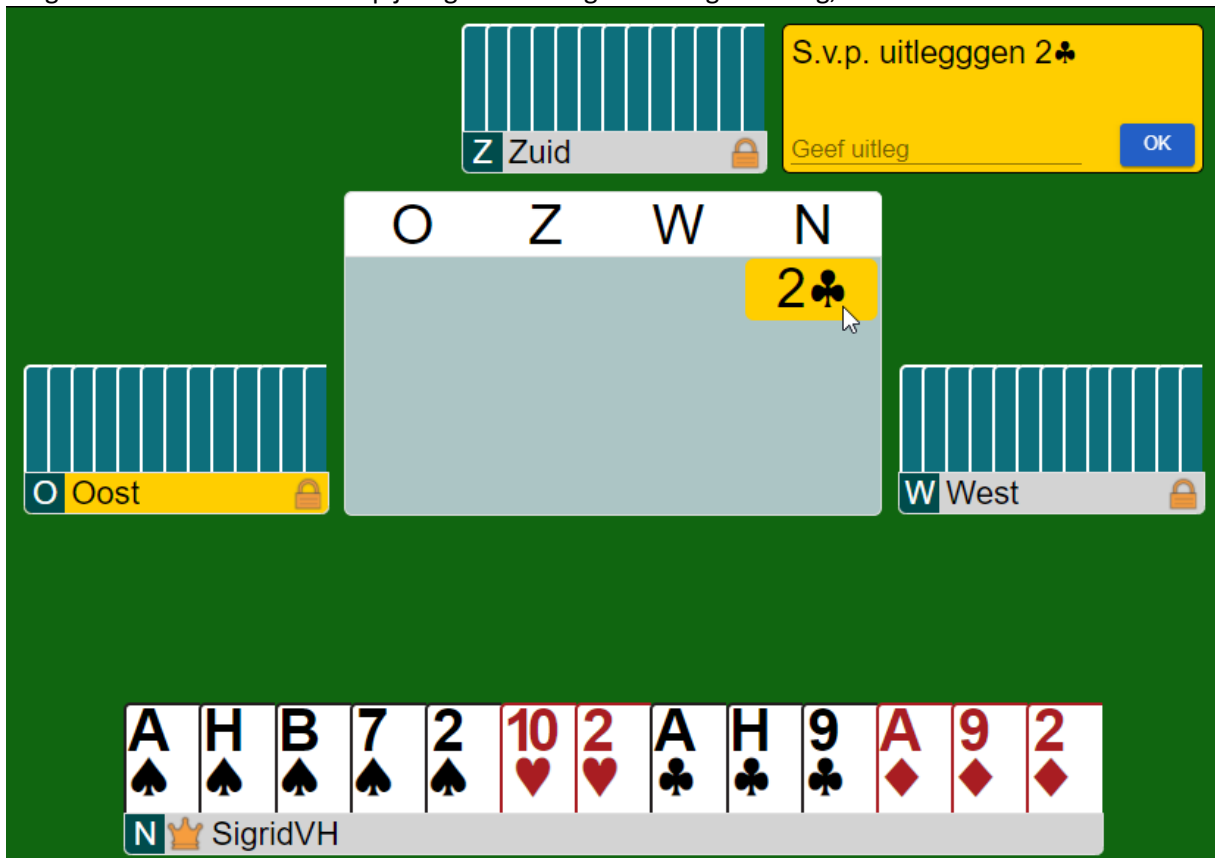 S.v.p. uitlegggen 2♣
Geef uitleg
OK
Z Zuid
O Z W N
2♣
O Oost
W West
A H B 7 2 10 2 A H 9 A 9 2
♠ ♠ ♠ ♠ ♠ ♥ ♥ ♣ ♣ ♣ ♦ ♦ ♦
N SigridVH